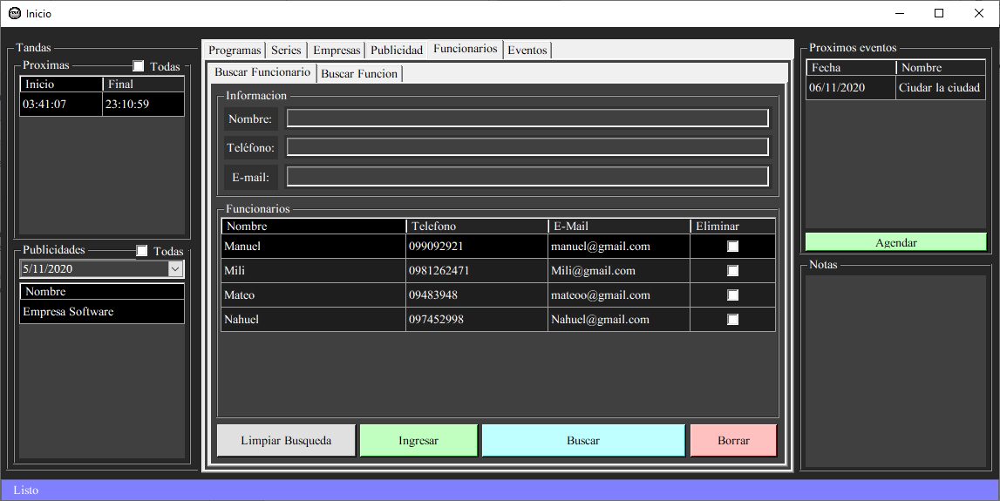 Inicio
Tandas
Proximas Todas
Inicio Final
03:41:07 23:10:59
Publicidades Todas
5/11/2020
Nombre
Empresa Software
Programas Series Empresas Publicidad Funcionarios Eventos
Buscar Funcionario Buscar Funcion
Informacion
Nombre:
Teléfono:
E-mail:
Funcionarios
Nombre Telefono E-Mail Eliminar
Manuel 099092921 manuel@gmail.com
Mili 0981262471 Mili@gmail.com
Mateo 09483948 mateoo@gmail.com
Nahuel 097452998 Nahuel@gmail.com
Limpiar Busqueda Ingresar Buscar Borrar
Proximos eventos
Fecha Nombre
06/11/2020 Ciudar la ciudad
Agendar
Notas
Listo